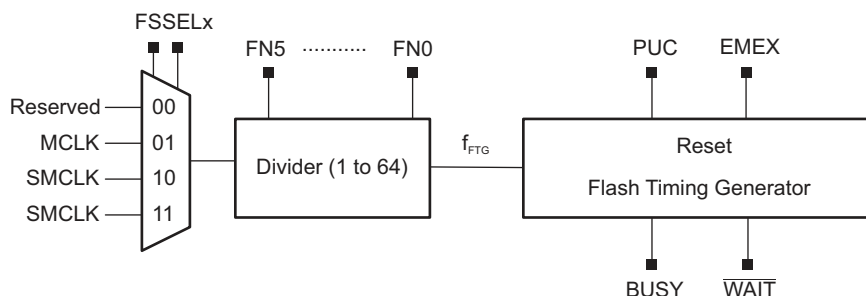 FSSELx
FN5 ........... FN0
PUC EMEX
Reserved 00
MCLK 01
SMCLK 10
SMCLK 11
Divider (1 to 64)
fFTG
Reset
Flash Timing Generator
BUSY WAIT